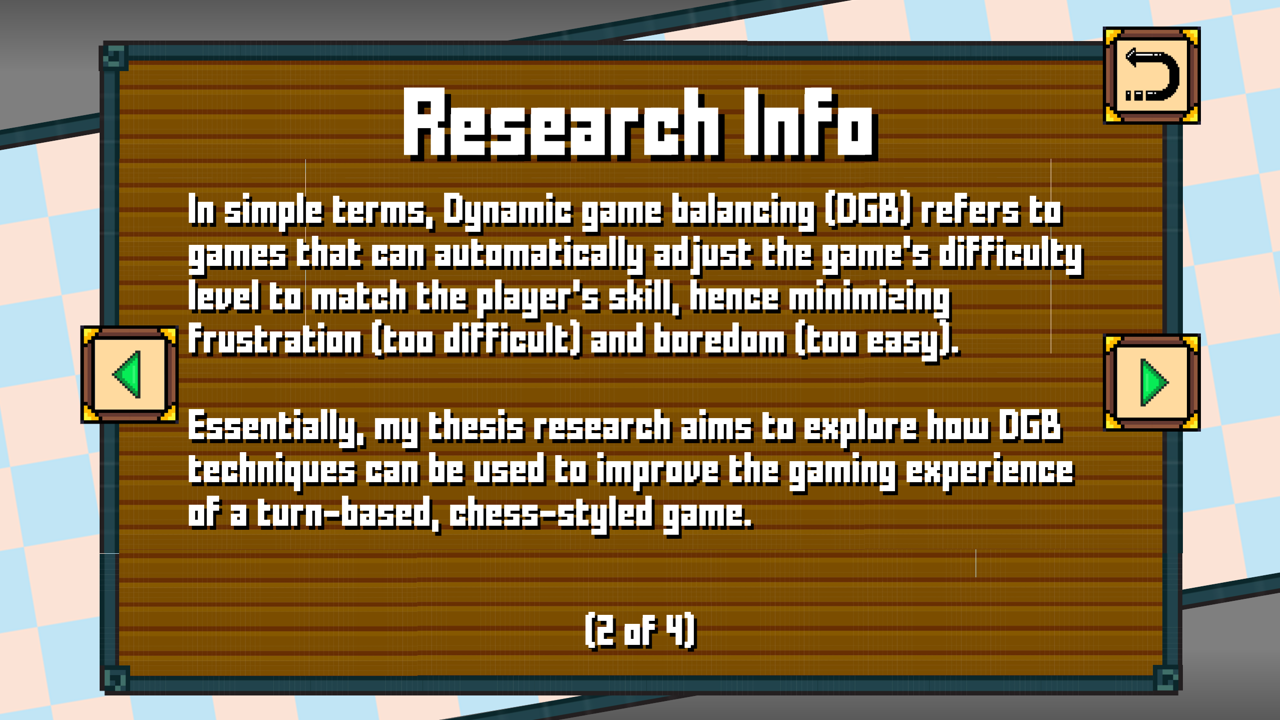 Research Info
In simple terms, Dynamic game balancing (DGB) refers to
games that can automatically adjust the game's difficulty
level to match the player's skill, hence minimizing
frustration (too difficult) and boredom (too easy).
Essentially, my thesis research aims to explore how DGB
techniques can be used to improve the gaming experience
of a turn-based, chess-styled game.
(2 of 4)